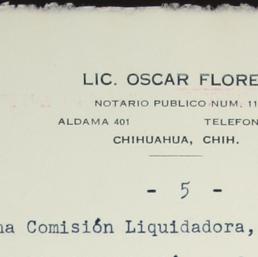 LIC. OSCAR FLORE
NOTARIO PUBLICO NUM. 11
ALDAMA 401 TELEFON
CHIHUAHUA, CHIH.
- 5 -
na Comisión Liquidadora,